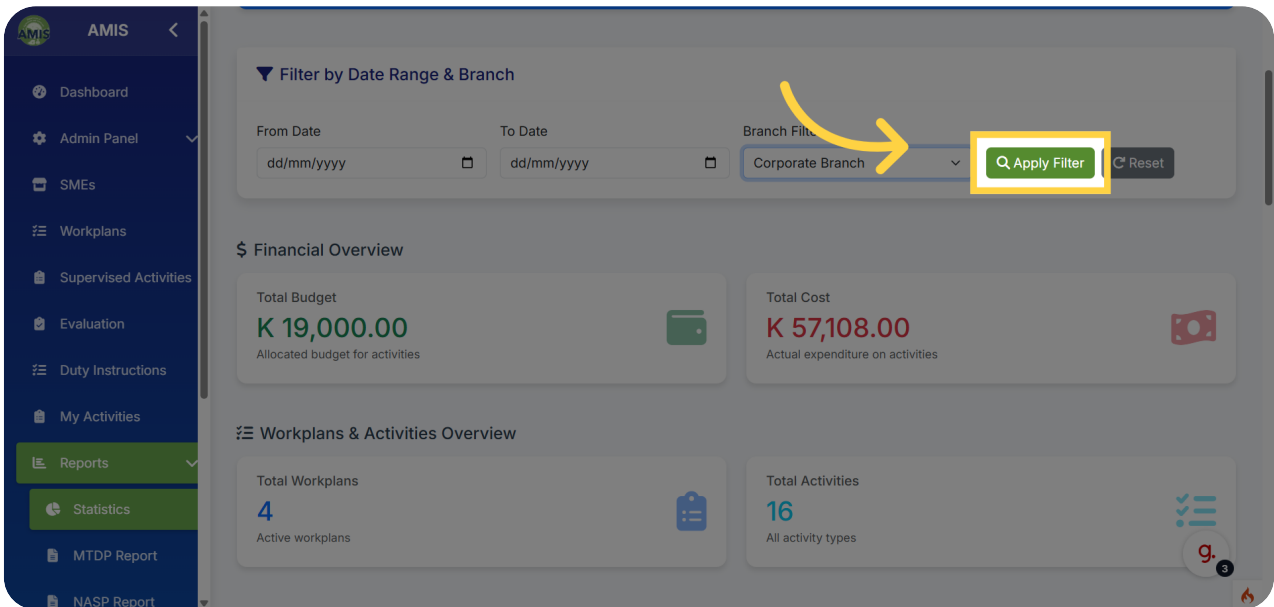 AMIS
AMIS
Dashboard
Admin Panel
SMEs
Workplans
Supervised Activities
Evaluation
Duty Instructions
My Activities
Reports
Statistics
MTDP Report
NASP Report
Filter by Date Range & Branch
From Date
To Date
Branch Filte
dd/mm/yyyy
dd/mm/yyyy
Corporate Branch
Apply Filter
Reset
$ Financial Overview
Total Budget
K 19,000.00
Allocated budget for activities
Total Cost
K 57,108.00
Actual expenditure on activities
Workplans & Activities Overview
Total Workplans
4
Active workplans
Total Activities
16
All activity types
g.
3